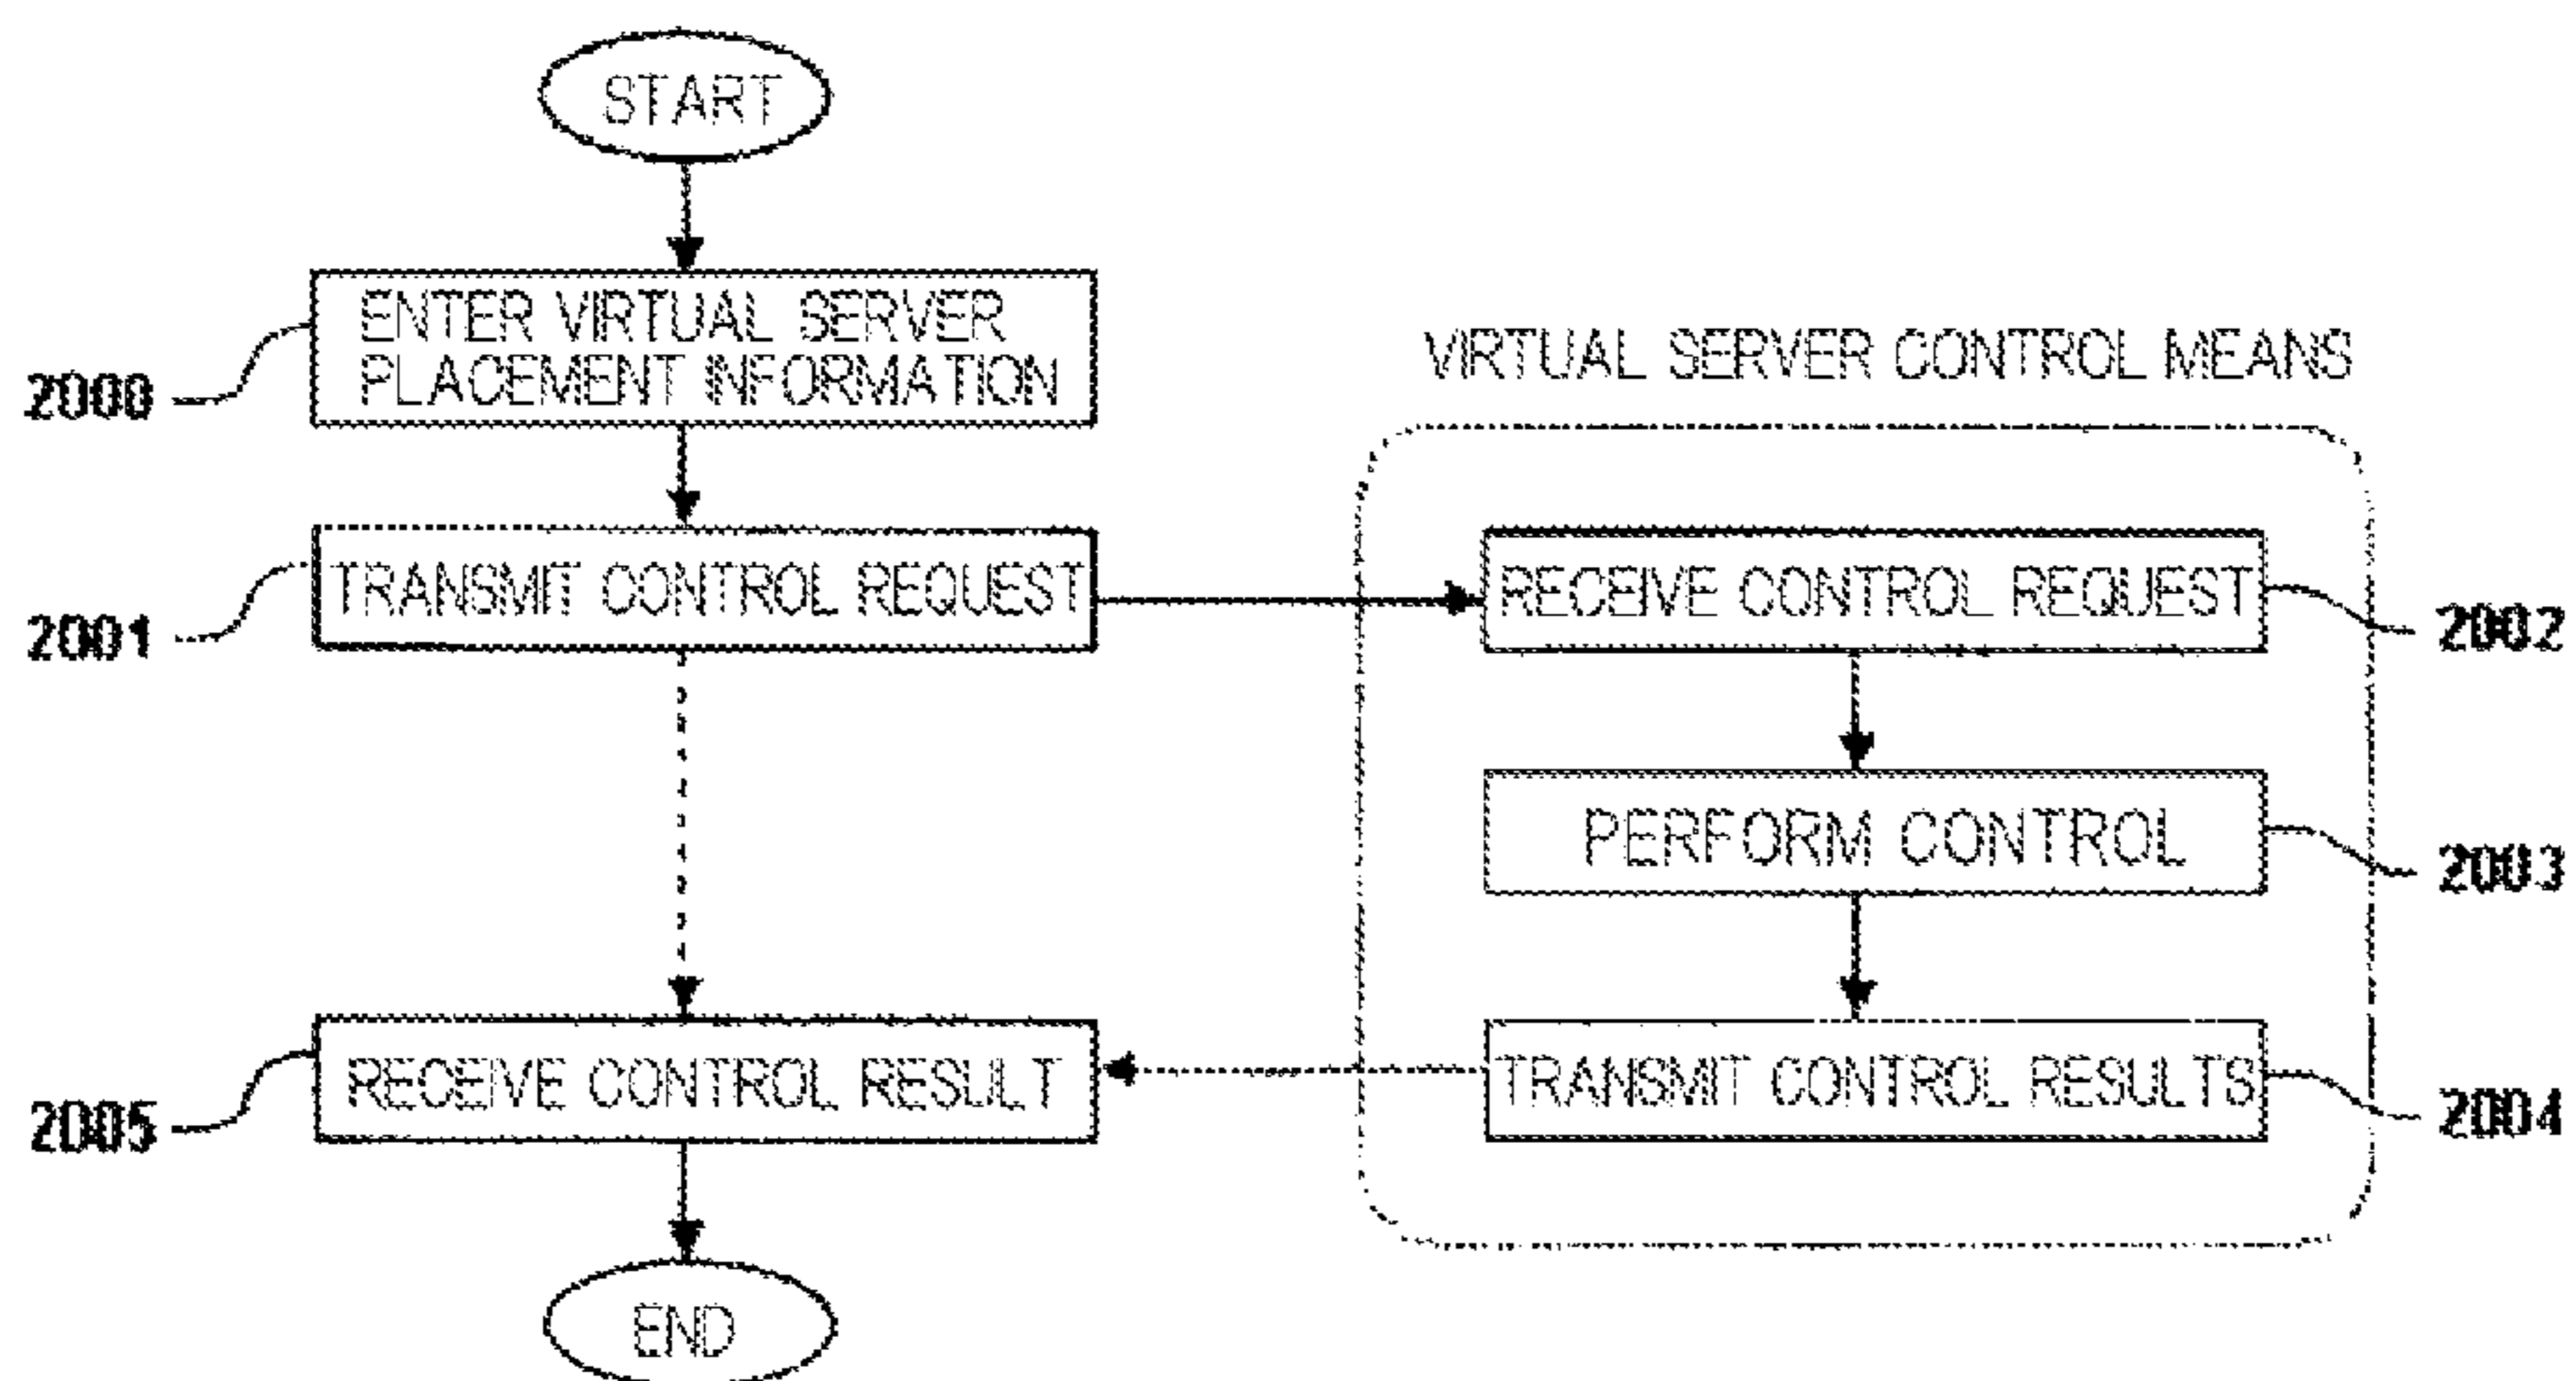 START
ENTER VIRTUAL SERVER
PLACEMENT INFORMATION
2000
VIRTUAL SERVER CONTROL MEANS
TRANSMIT CONTROL REQUEST
2001
RECEIVE CONTROL REQUEST
2002
PERFORM CONTROL
2003
RECEIVE CONTROL RESULT
2005
TRANSMIT CONTROL RESULTS
2004
END